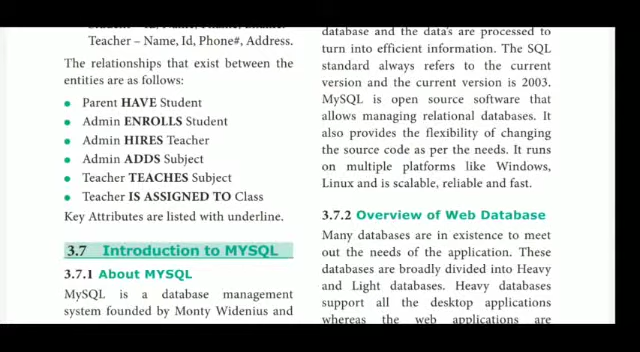 Teacher – Name, Id, Phone#, Address.
The relationships that exist between the
entities are as follows:
Parent HAVE Student
Admin ENROLLS Student
Admin HIRES Teacher
Admin ADDS Subject
Teacher TEACHES Subject
Teacher IS ASSIGNED TO Class
Key Attributes are listed with underline.
3.7 Introduction to MYSQL
3.7.1 About MYSQL
MySQL is a database management
system founded by Monty Widenius and
database and the data's are processed to
turn into efficient information. The SQL
standard always refers to the current
version and the current version is 2003.
MySQL is open source software that
allows managing relational databases. It
also provides the flexibility of changing
the source code as per the needs. It runs
on multiple platforms like Windows,
Linux and is scalable, reliable and fast.
3.7.2 Overview of Web Database
Many databases are in existence to meet
out the needs of the application. These
databases are broadly divided into Heavy
and Light databases. Heavy databases
support all the desktop applications
whereas the web applications are